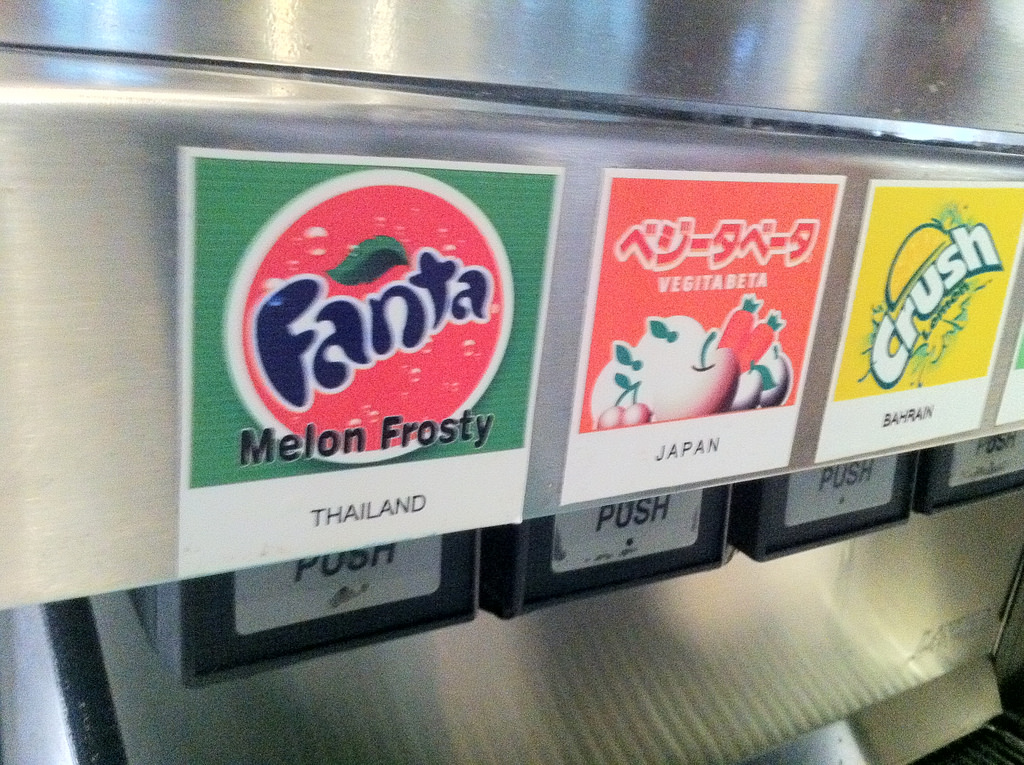 Fanta
Melon Frosty
THAILAND
PUSH
ベジータベータ
VEGITABETA
JAPAN
PUSH
Crush
BAHRAIN
PUSH
PUSH